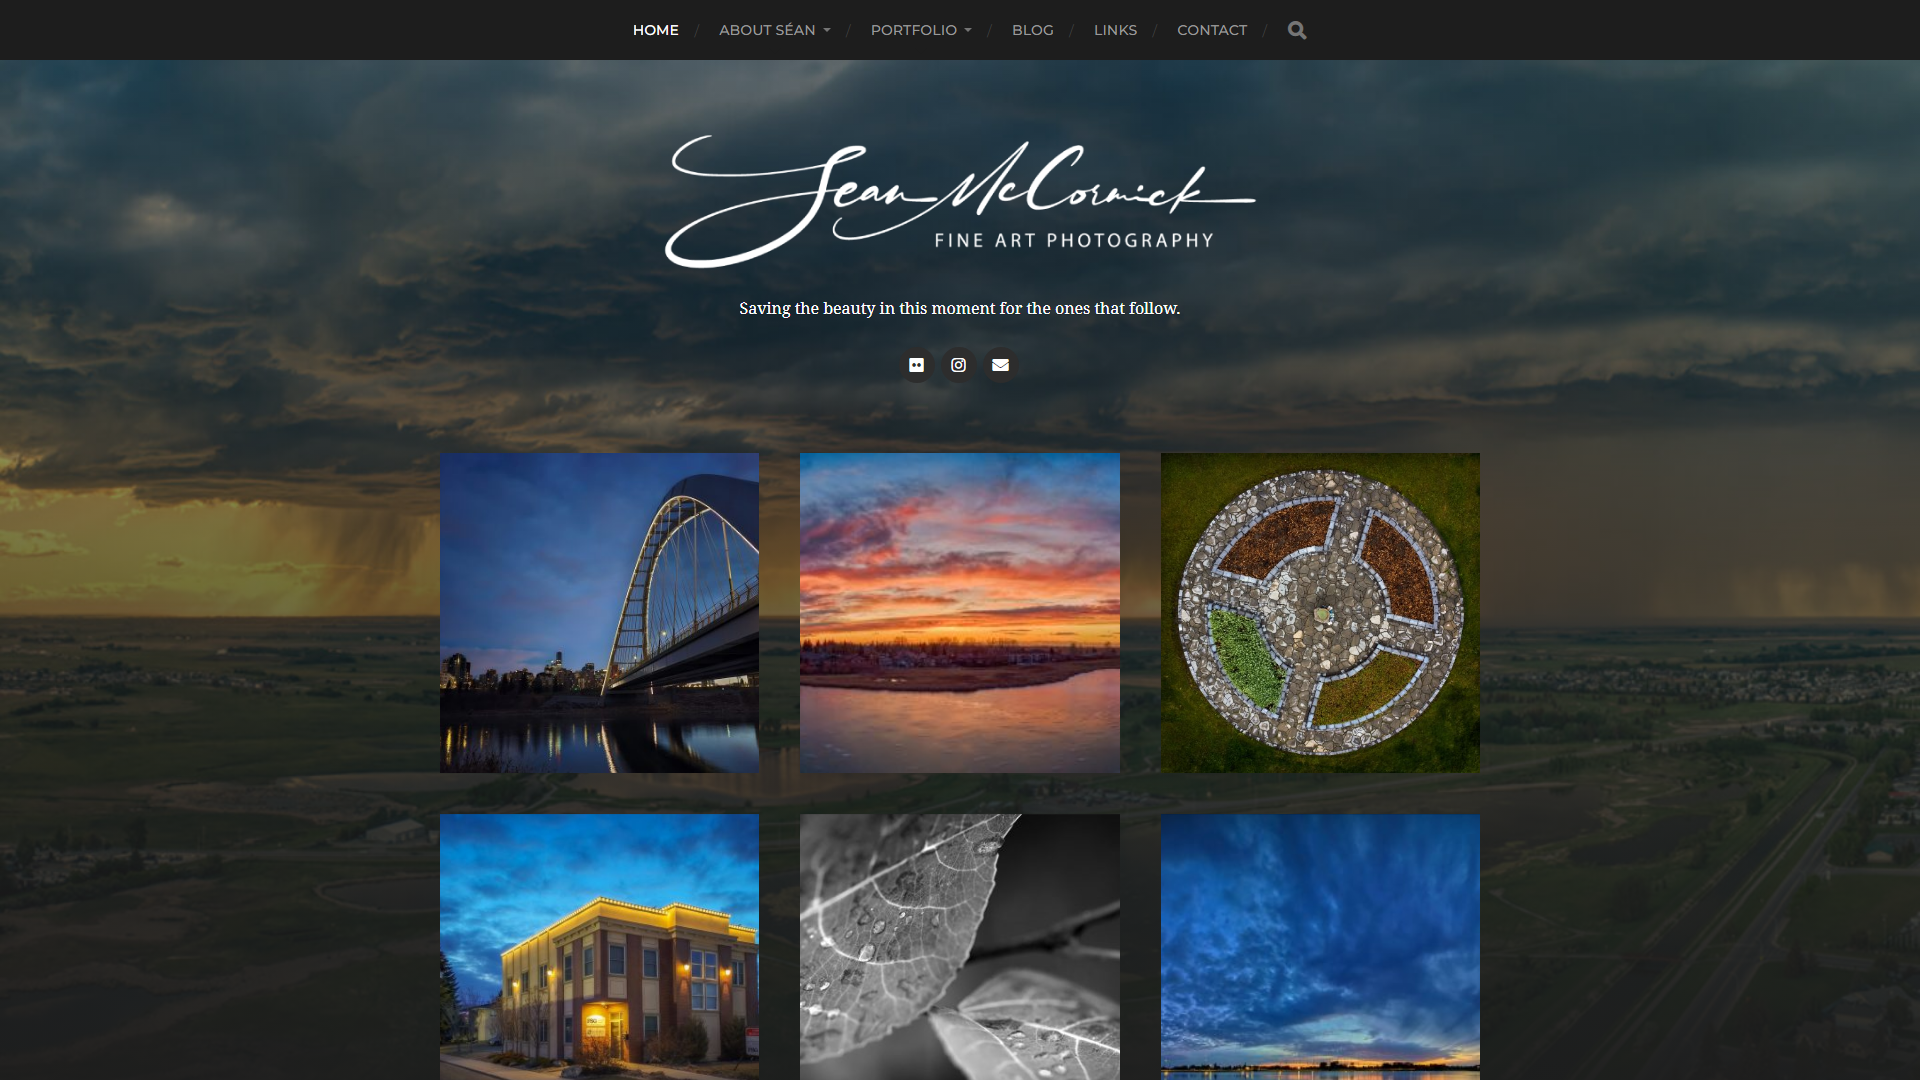 HOME / ABOUT SÉAN / PORTFOLIO / BLOG / LINKS / CONTACT /
Sean McCormick
FINE ART PHOTOGRAPHY
Saving the beauty in this moment for the ones that follow.